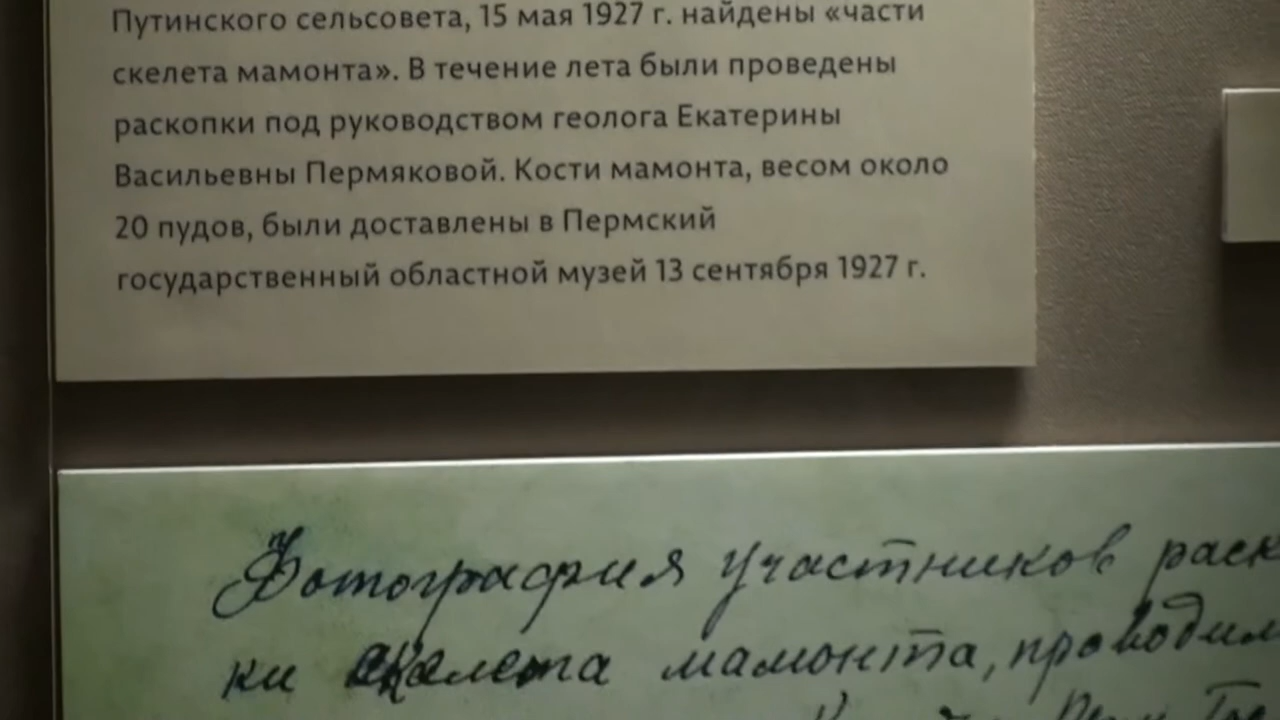 Путинского сельсовета, 15 мая 1927 г. найдены «части
скелета мамонта». В течение лета были проведены
раскопки под руководством геолога Екатерины
Васильевны Пермяковой. Кости мамонта, весом около
20 пудов, были доставлены в Пермский
государственный областной музей 13 сентября 1927 г.
Фотография участников раск
ки скелета мамонта, проводим